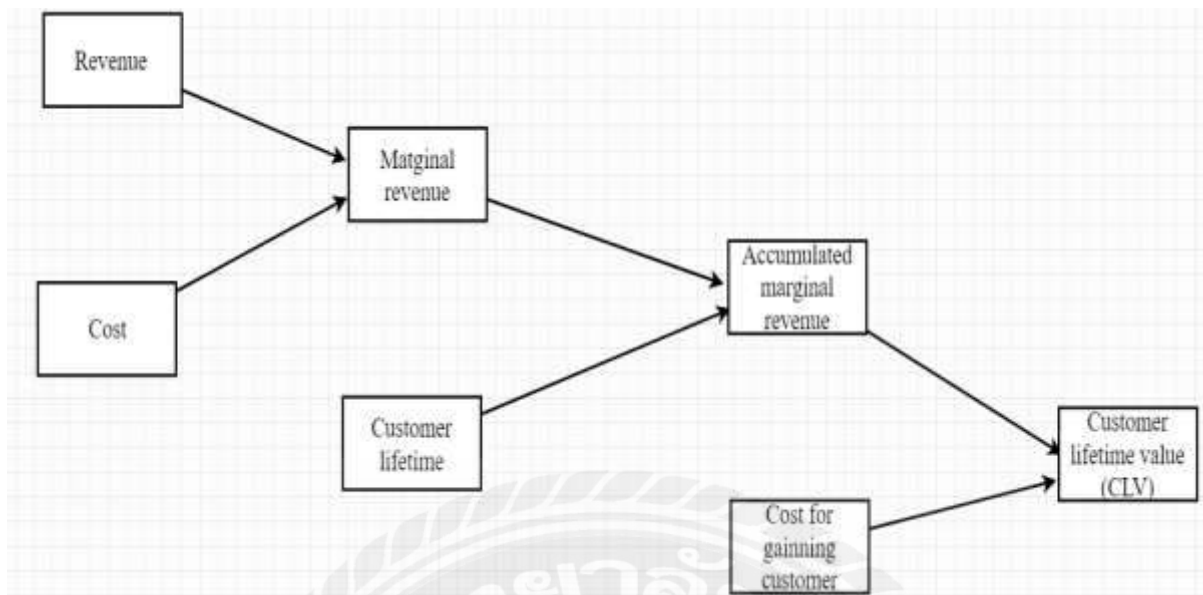 Revenue
Matginal
revenue
Cost
Accumulated
marginal
revenue
Customer
lifetime
Customer
lifetime value
(CLV)
Cost for
gainning
customer